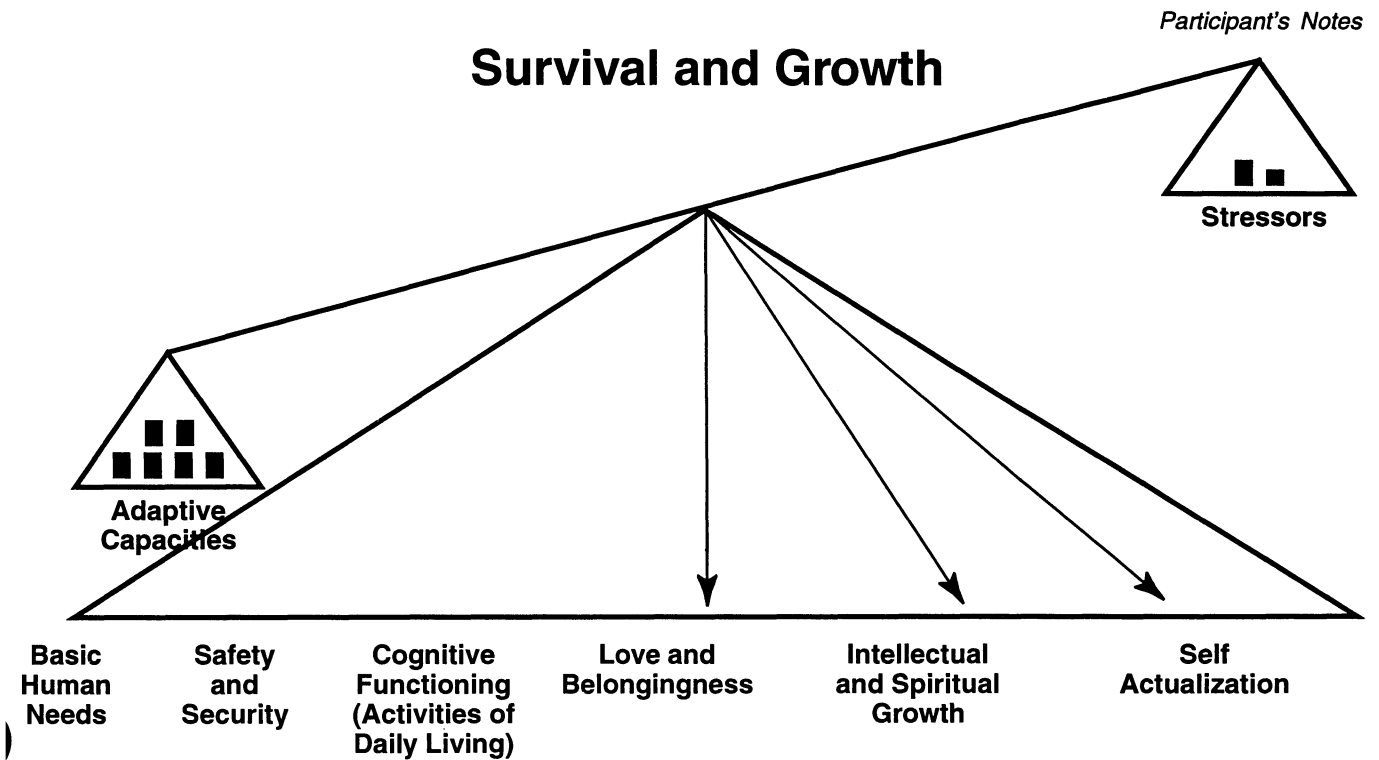 Participant's Notes
Survival and Growth
Stressors
Adaptive
Capacities
Basic
Human
Needs
Safety
and
Security
Cognitive
Functioning
(Activities of
Daily Living)
Love and
Belongingness
Intellectual
and Spiritual
Growth
Self
Actualization